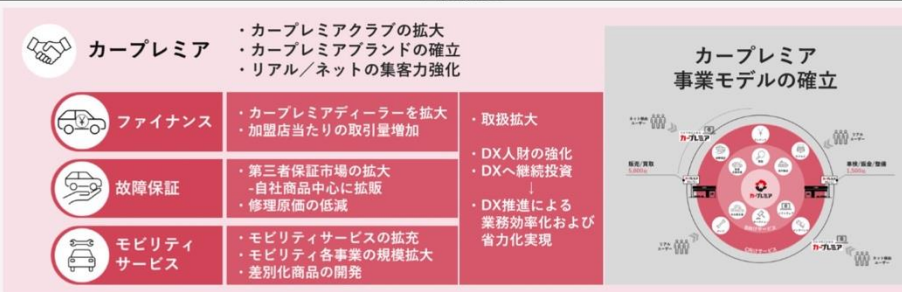 カープレミア
・カープレミアクラブの拡大
・カープレミアブランドの確立
・リアル／ネットの集客力強化
ファイナンス
・カープレミアディーラーを拡大
・加盟店当たりの取引量増加
故障保証
・第三者保証市場の拡大
-自社商品中心に拡販
・修理原価の低減
モビリティ
サービス
・モビリティサービスの拡充
・モビリティ各事業の規模拡大
・差別化商品の開発
・取扱拡大
・DX人財の強化
・DXへ継続投資
↓
・DX推進による
業務効率化および
省力化実現
カープレミア
事業モデルの確立
カープレミア
販売/買取
車検/鈑金/整備
カープレミア
カープレミア